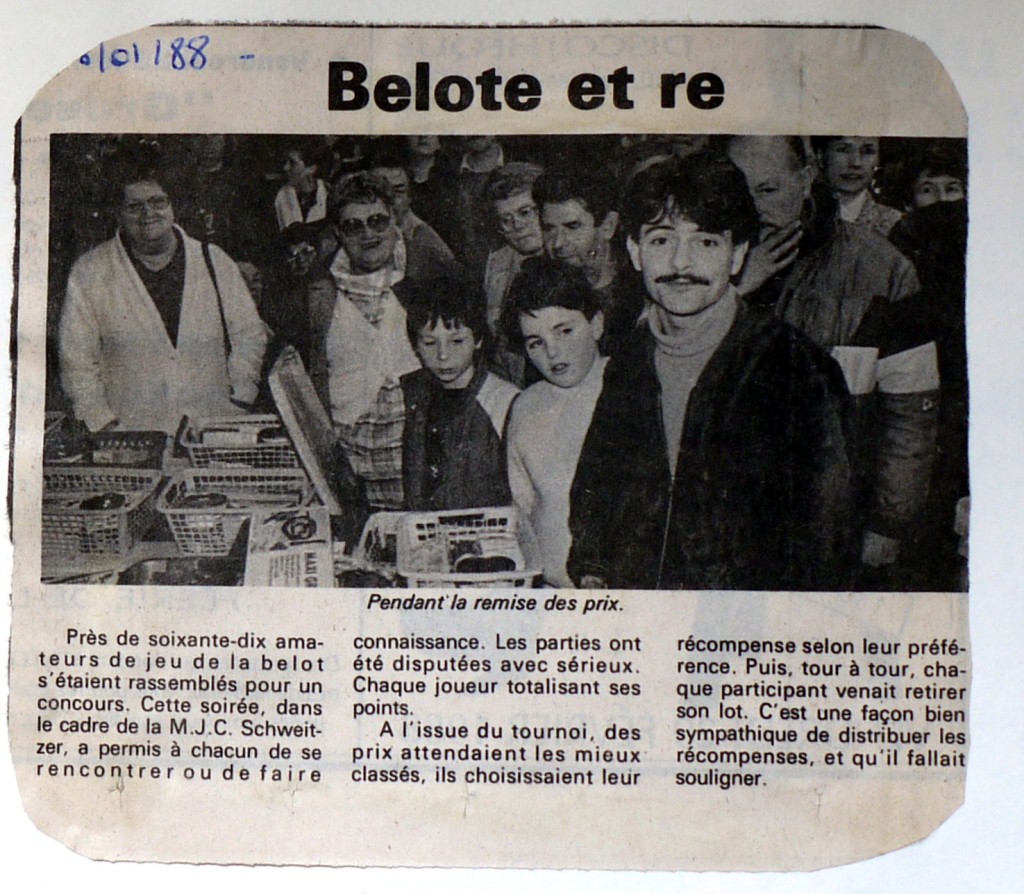 /01/88 -
Belote et re
Pendant la remise des prix.
Près de soixante-dix ama-
teurs de jeu de la belot
s'étaient rassemblés pour un
concours. Cette soirée, dans
le cadre de la M.J.C. Schweit-
zer, a permis à chacun de se
rencontrer ou de faire
connaissance. Les parties ont
été disputées avec sérieux.
Chaque joueur totalisant ses
points.
A l'issue du tournoi, des
prix attendaient les mieux
classés, ils choisissaient leur
récompense selon leur préfé-
rence. Puis, tour à tour, cha-
que participant venait retirer
son lot. C'est une façon bien
sympathique de distribuer les
récompenses, et qu'il fallait
souligner.